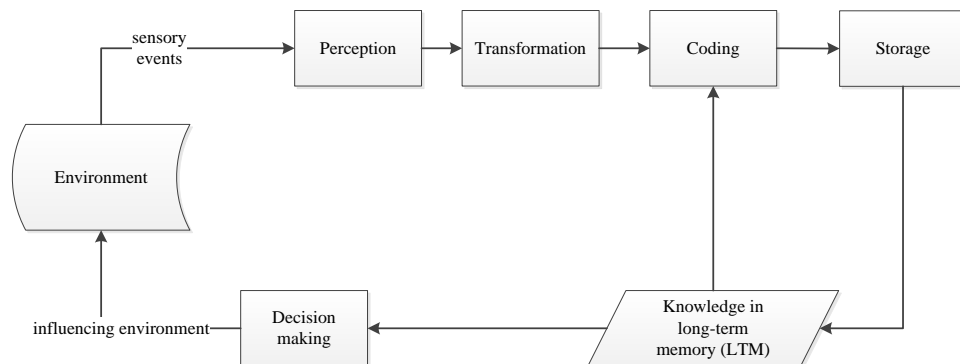 sensory
events
Perception
Transformation
Coding
Storage
Environment
influencing environment
Decision
making
Knowledge in
long-term
memory (LTM)